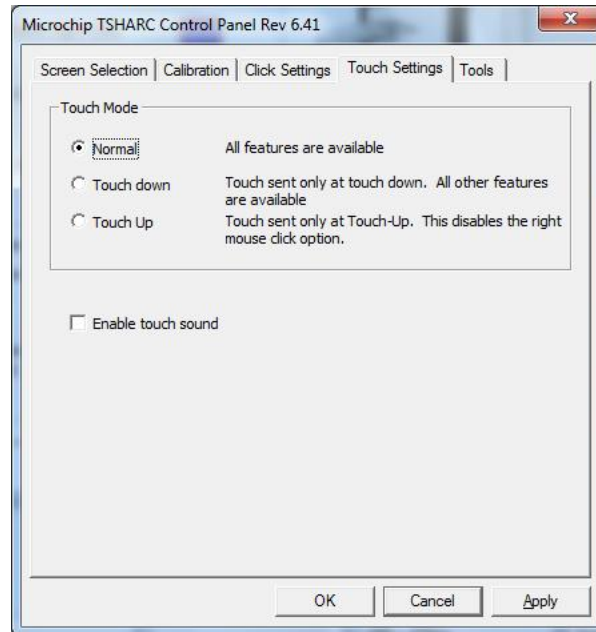 Microchip TSHARC Control Panel Rev 6.41
Screen Selection Calibration Click Settings Touch Settings Tools
Touch Mode
Normal All features are available
Touch down Touch sent only at touch down. All other features
are available
Touch Up Touch sent only at Touch-Up. This disables the right
mouse click option.
Enable touch sound
OK Cancel Apply